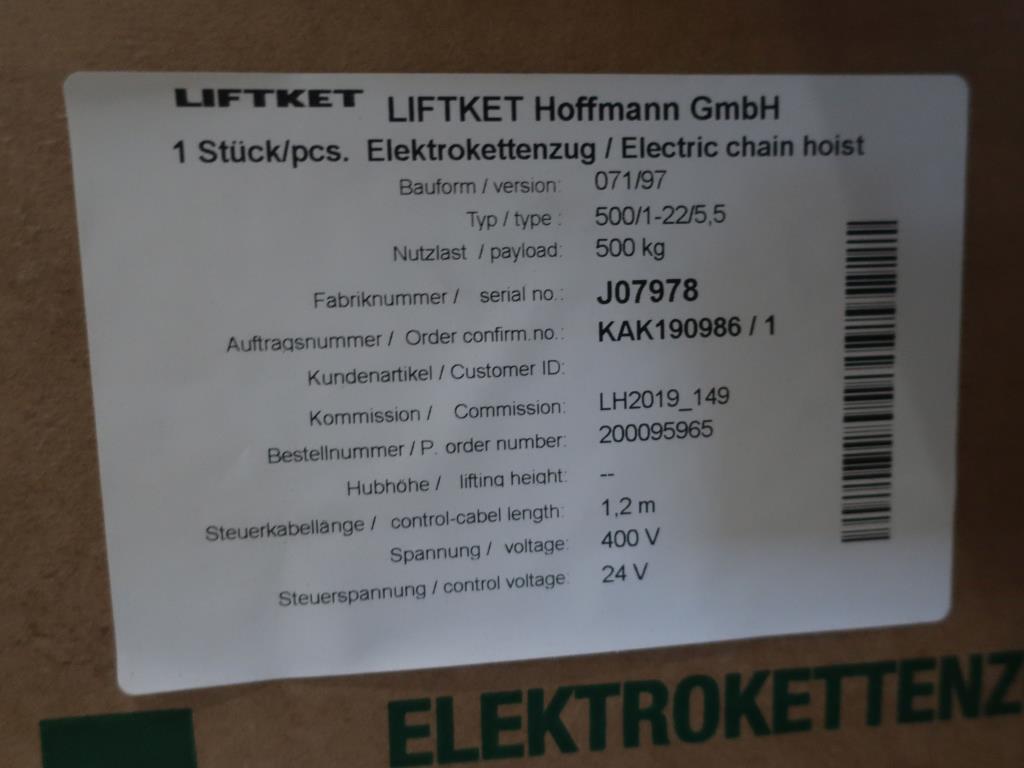 LIFTKET LIFTKET Hoffmann GmbH
1 Stück/pcs. Elektrokettenzug / Electric chain hoist
Bauform / version: 071/97
Typ / type : 500/1-22/5,5
Nutzlast / payload: 500 kg
Fabriknummer / serial no.: J07978
Auftragsnummer / Order confirm.no.: KAK190986 / 1
Kundenartikel / Customer ID:
Kommission / Commission: LH2019_149
Bestellnummer / P. order number: 200095965
Hubhöhe / lifting height: --
Steuerkabellänge / control-cabel length: 1,2 m
Spannung / voltage: 400 V
Steuerspannung / control voltage: 24 V
ELEKTROKETTENZ